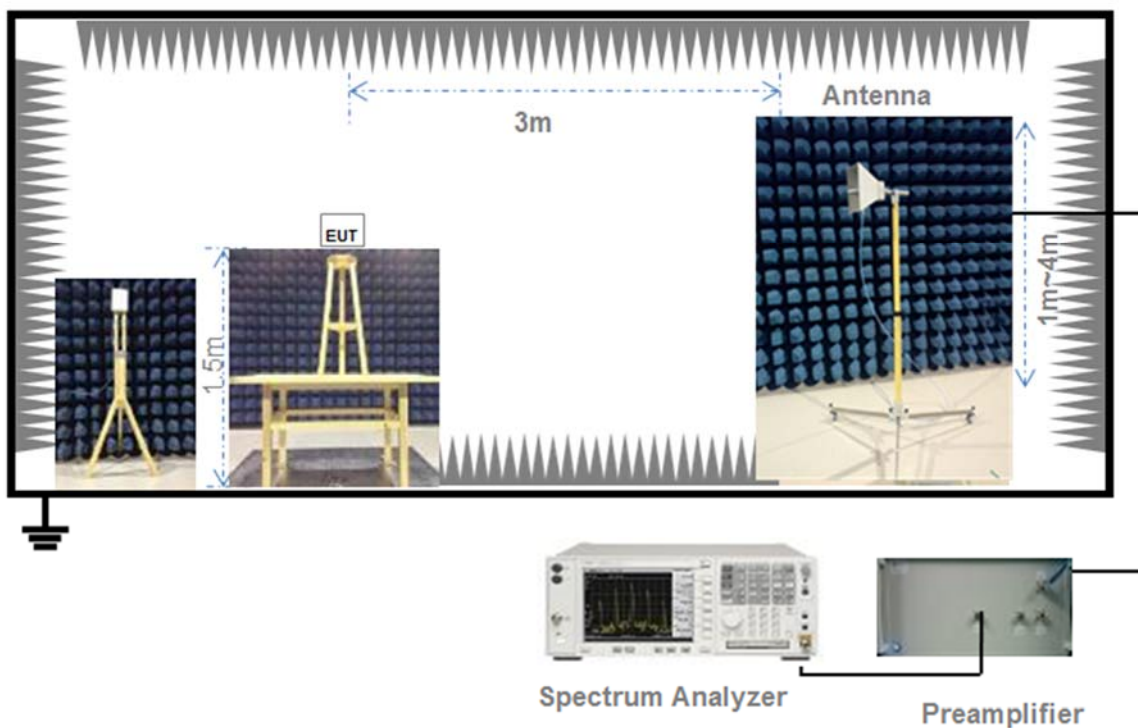 Antenna
3m
EUT
1.5m
1m~4m
Spectrum Analyzer
Preamplifier